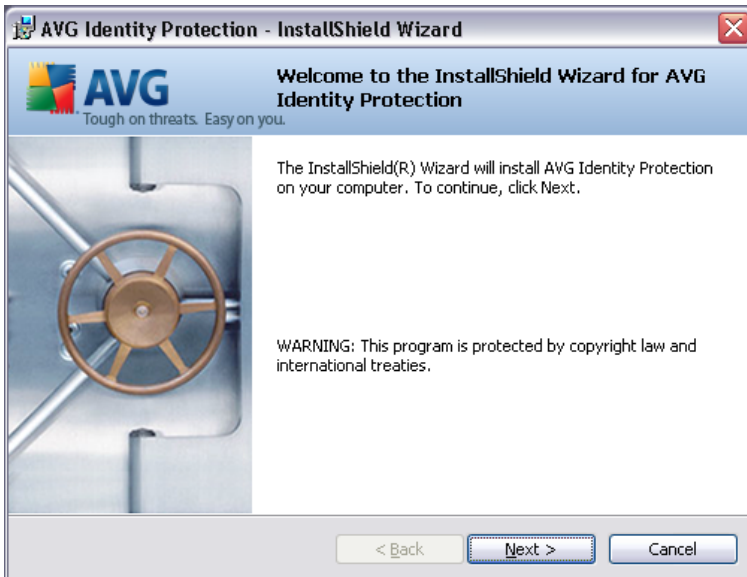 AVG Identity Protection - InstallShield Wizard
AVG
Tough on threats. Easy on you.
Welcome to the InstallShield Wizard for AVG
Identity Protection
The InstallShield(R) Wizard will install AVG Identity Protection
on your computer. To continue, click Next.
WARNING: This program is protected by copyright law and
international treaties.
< Back
Next >
Cancel